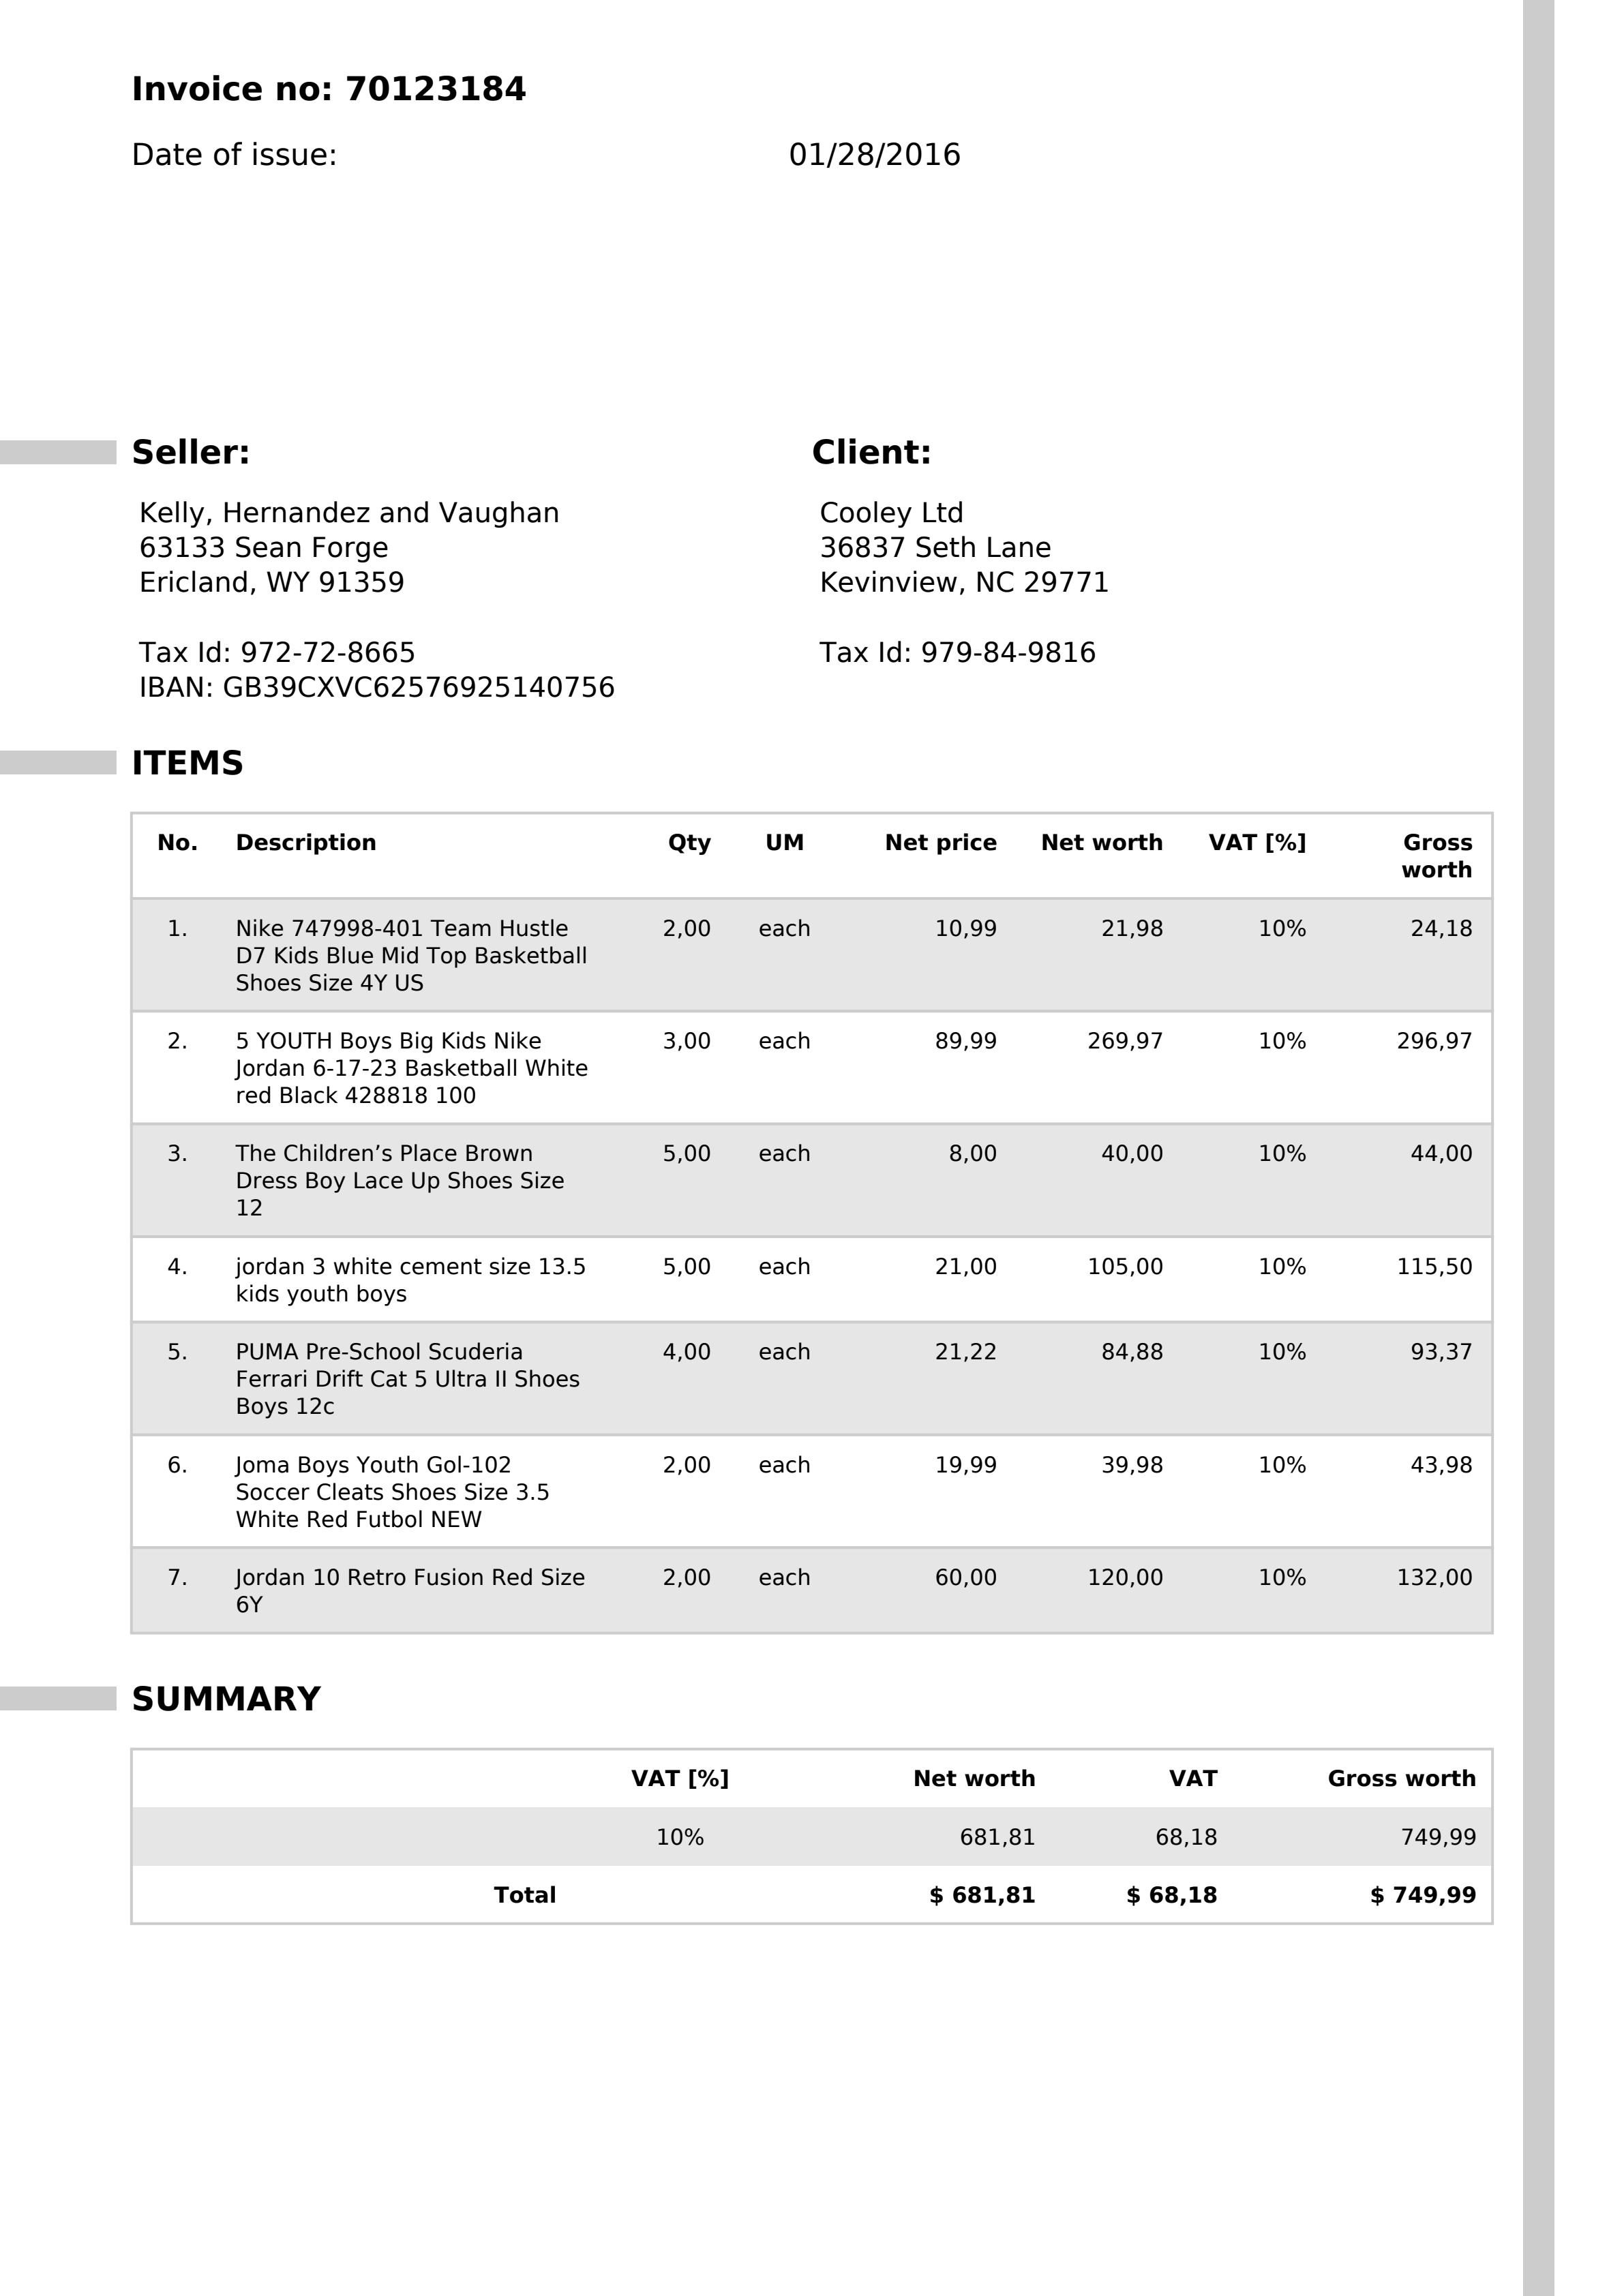 Invoice no: 70123184
Date of issue: 01/28/2016
Seller: Client:
Kelly, Hernandez and Vaughan Cooley Ltd
63133 Sean Forge 36837 Seth Lane
Ericland, WY 91359 Kevinview, NC 29771
Tax Id: 972-72-8665 Tax Id: 979-84-9816
IBAN: GB39CXVC62576925140756
ITEMS
No. Description Qty UM Net price Net worth VAT [%] Gross
worth
1. Nike 747998-401 Team Hustle 2,00 each 10,99 21,98 10% 24,18
D7 Kids Blue Mid Top Basketball
Shoes Size 4Y US
2. 5 YOUTH Boys Big Kids Nike 3,00 each 89,99 269,97 10% 296,97
Jordan 6-17-23 Basketball White
red Black 428818 100
3. The Children’s Place Brown 5,00 each 8,00 40,00 10% 44,00
Dress Boy Lace Up Shoes Size
12
4. jordan 3 white cement size 13.5 5,00 each 21,00 105,00 10% 115,50
kids youth boys
5. PUMA Pre-School Scuderia 4,00 each 21,22 84,88 10% 93,37
Ferrari Drift Cat 5 Ultra II Shoes
Boys 12c
6. Joma Boys Youth Gol-102 2,00 each 19,99 39,98 10% 43,98
Soccer Cleats Shoes Size 3.5
White Red Futbol NEW
7. Jordan 10 Retro Fusion Red Size 2,00 each 60,00 120,00 10% 132,00
6Y
SUMMARY
VAT [%] Net worth VAT Gross worth
10% 681,81 68,18 749,99
Total $ 681,81 $ 68,18 $ 749,99